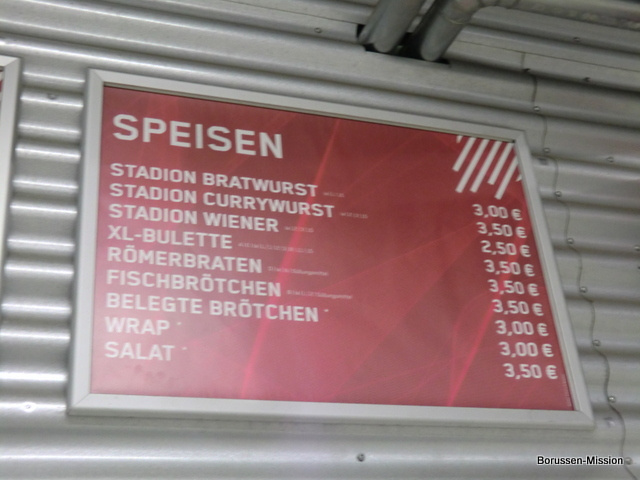 SPEISEN
STADION BRATWURST 3,00 €
STADION CURRYWURST 3,50 €
STADION WIENER 2,50 €
XL-BULETTE 3,50 €
RÖMERBRATEN 3,50 €
FISCHBRÖTCHEN 3,50 €
BELEGTE BRÖTCHEN * 3,00 €
WRAP * 3,00 €
SALAT * 3,50 €
Borussen-Mission